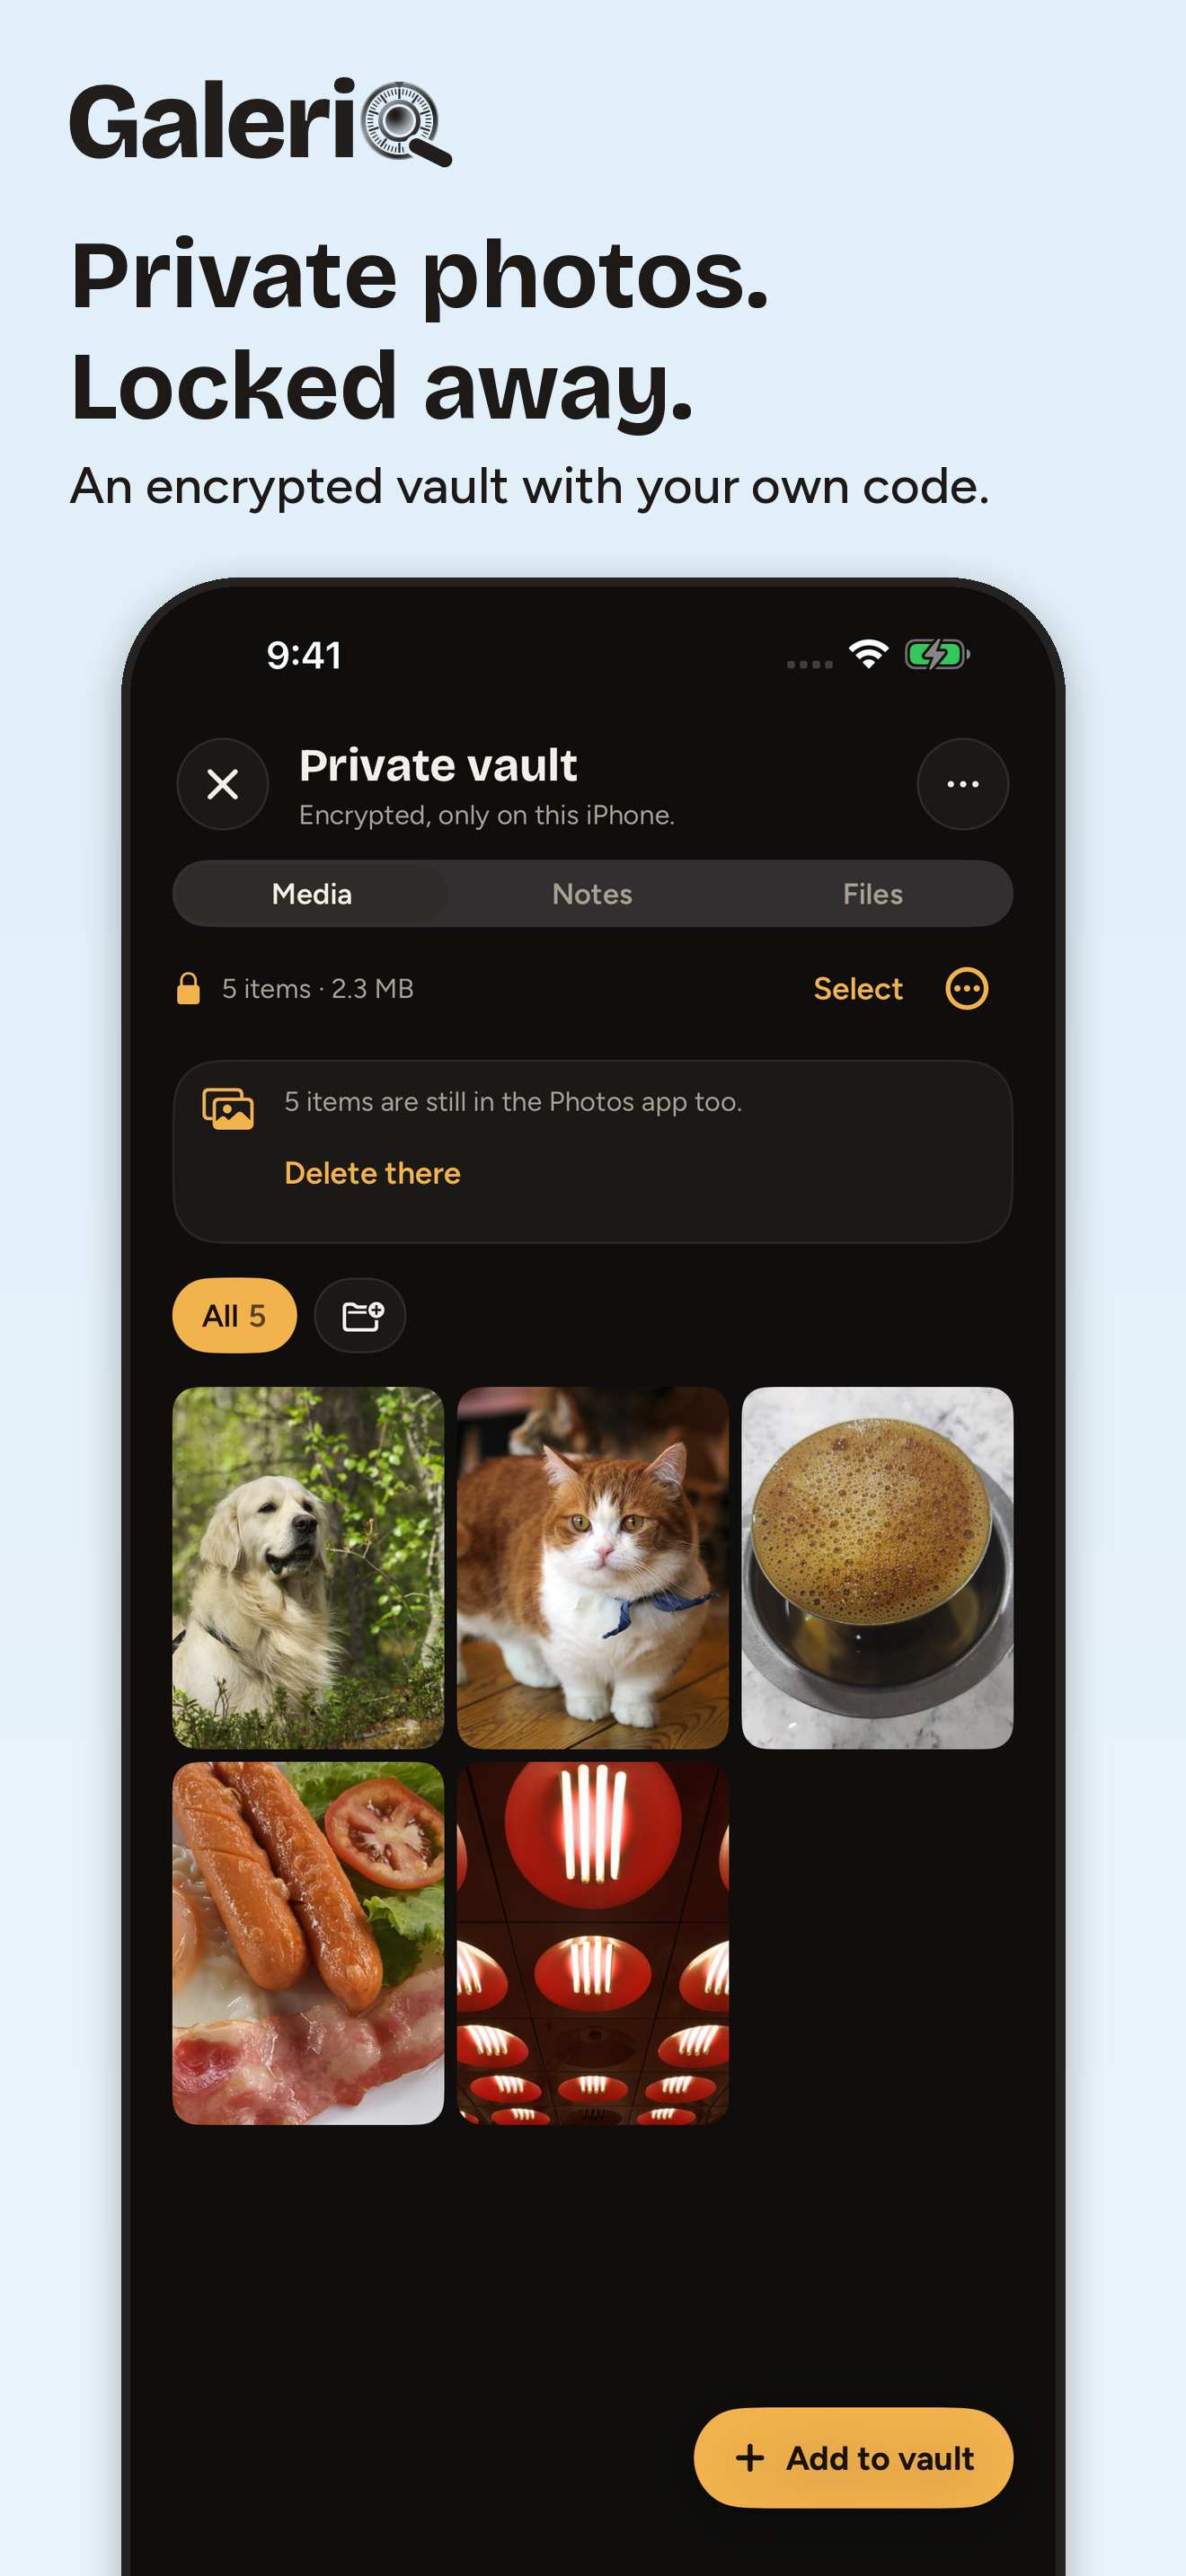 GaleriQ
Private photos.
Locked away.
An encrypted vault with your own code.
9:41
Private vault
Encrypted, only on this iPhone.
Media
Notes
Files
5 items · 2.3 MB
Select
5 items are still in the Photos app too.
Delete there
All 5
+ Add to vault